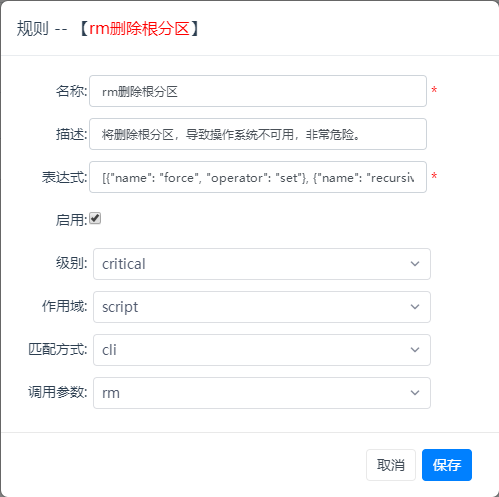 规则 -- 【rm删除根分区】
名称: rm删除根分区 *
描述: 将删除根分区，导致操作系统不可用，非常危险。
表达式: [{"name": "force", "operator": "set"}, {"name": "recursiv *
启用:
级别: critical
作用域: script
匹配方式: cli
调用参数: rm
取消 保存